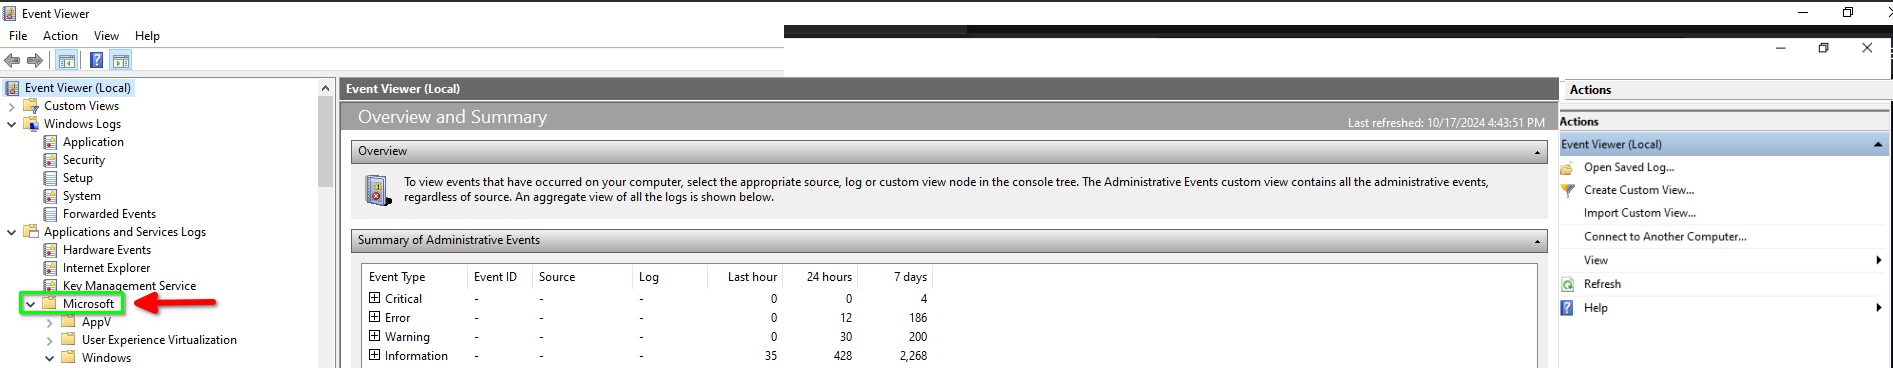 Event Viewer
File Action View Help
Event Viewer (Local)
Custom Views
Windows Logs
Application
Security
Setup
System
Forwarded Events
Applications and Services Logs
Hardware Events
Internet Explorer
Key Management Service
Microsoft
AppV
User Experience Virtualization
Windows
Event Viewer (Local)
Overview and Summary
Last refreshed: 10/17/2024 4:43:51 PM
Overview
To view events that have occurred on your computer, select the appropriate source, log or custom view node in the console tree. The Administrative Events custom view contains all the administrative events,
regardless of source. An aggregate view of all the logs is shown below.
Summary of Administrative Events
Event Type Event ID Source Log Last hour 24 hours 7 days
Critical - - - 0 0 4
Error - - - 0 12 186
Warning - - - 0 30 200
Information - - - 35 428 2,268
Actions
Actions
Event Viewer (Local)
Open Saved Log...
Create Custom View...
Import Custom View...
Connect to Another Computer...
View
Refresh
Help